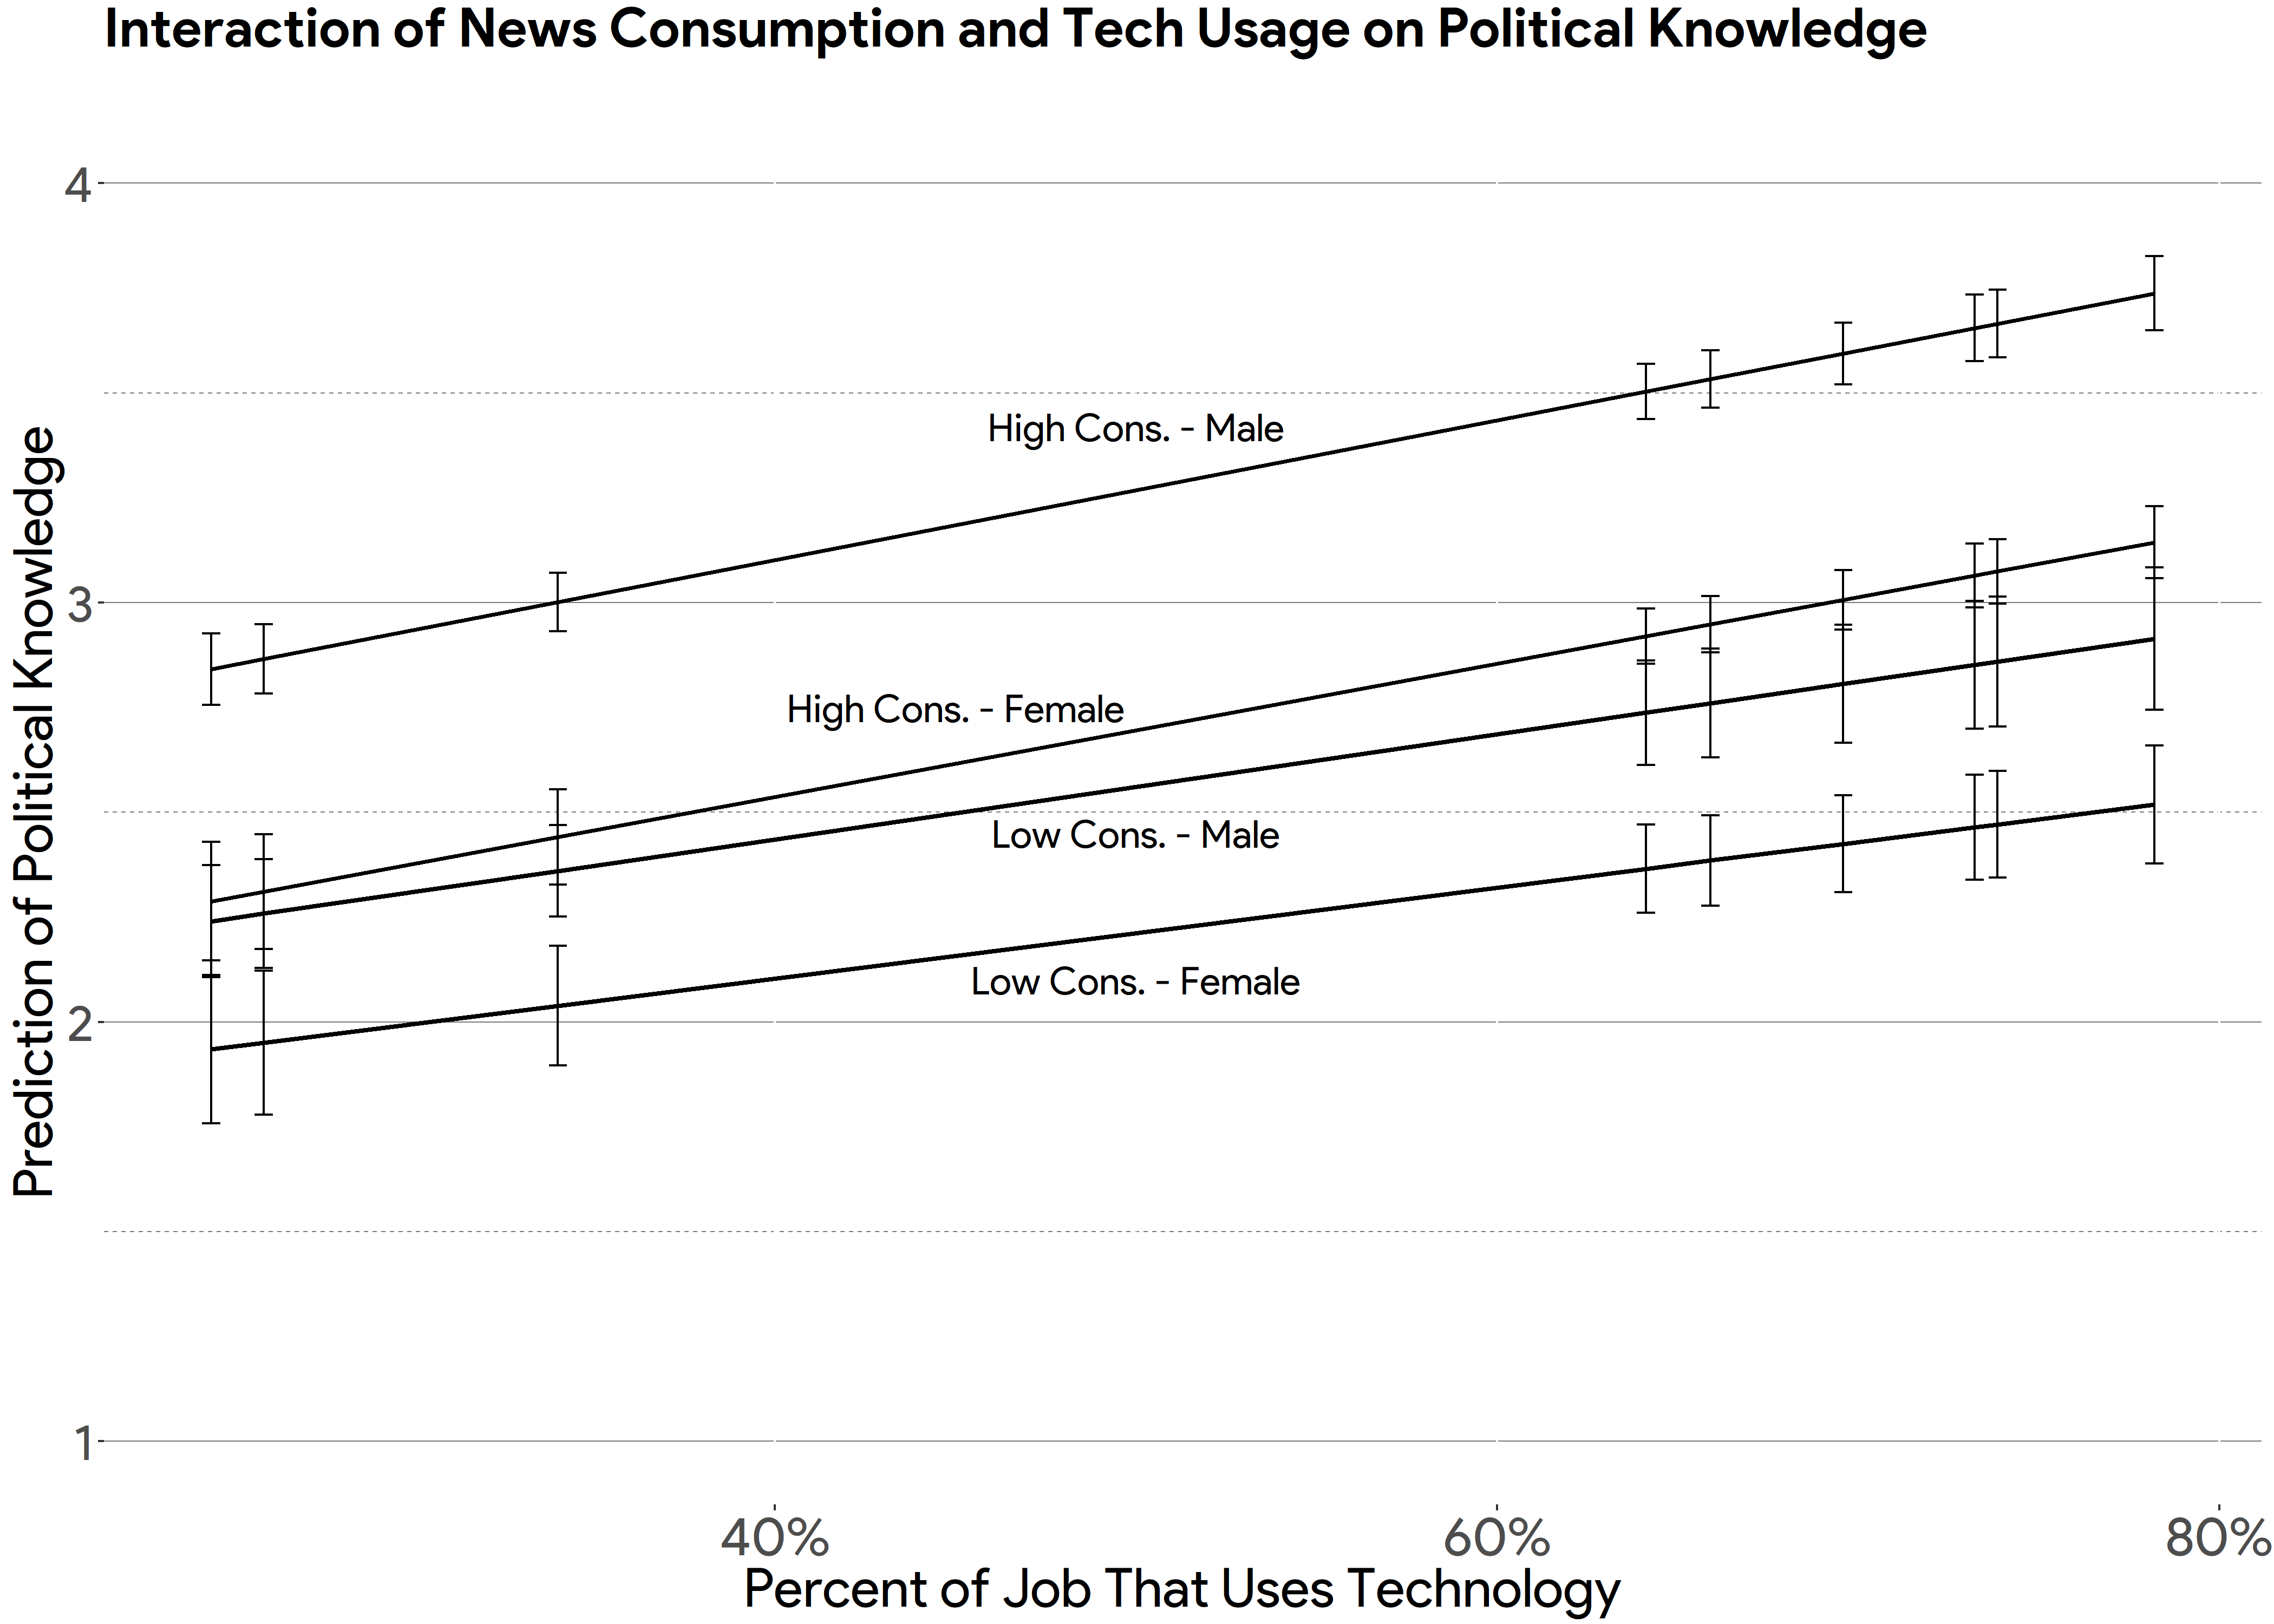 Interaction of News Consumption and Tech Usage on Political Knowledge
4
High Cons. - Male
Prediction of Political Knowledge
3
High Cons. - Female
Low Cons. - Male
Low Cons. - Female
2
1
40%
60%
80%
Percent of Job That Uses Technology